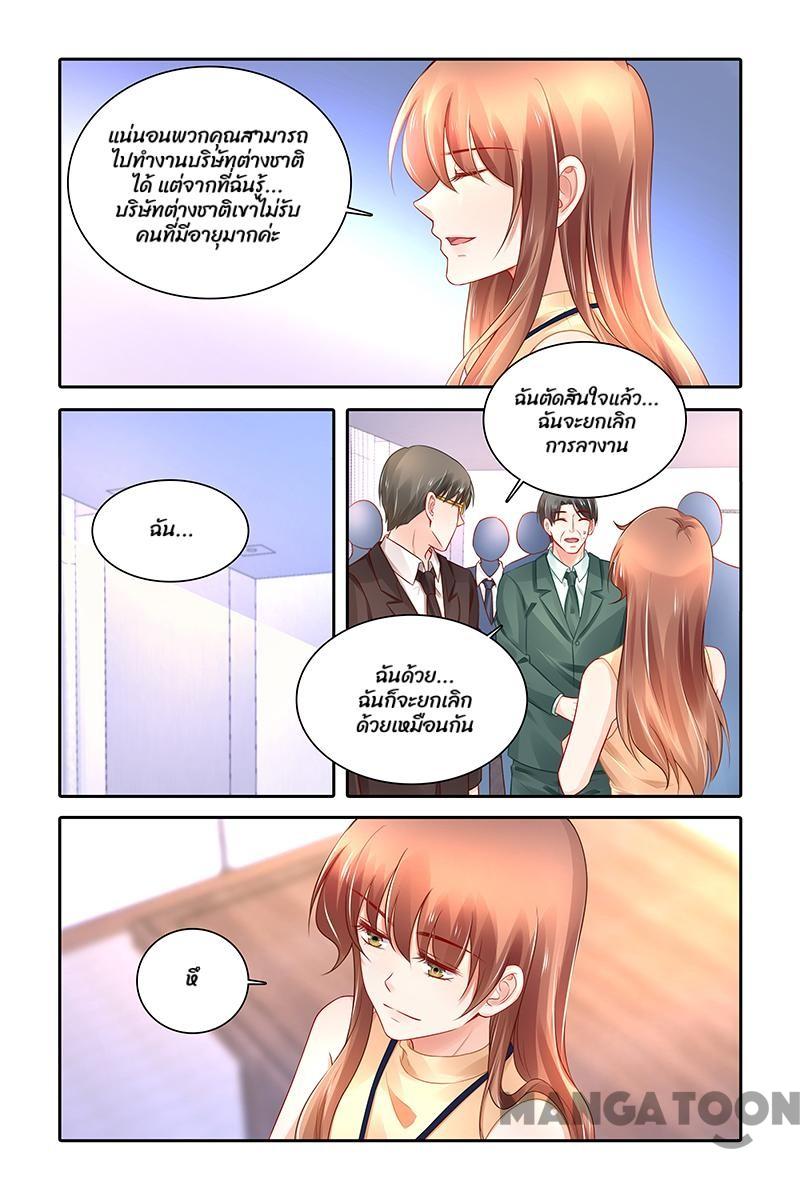 แน่นอนพวกคุณสามารถ
ไปทำงานบริษัทต่างชาติ
ได้ แต่จากที่ฉันรู้...
บริษัทต่างชาติเขาไม่รับ
คนที่มีอายุมากค่ะ
ฉัน...
ฉันตัดสินใจแล้ว...
ฉันจะยกเลิก
การลางาน
ฉันด้วย...
ฉันก็จะยกเลิก
ด้วยเหมือนกัน
หึ
MANGATOON